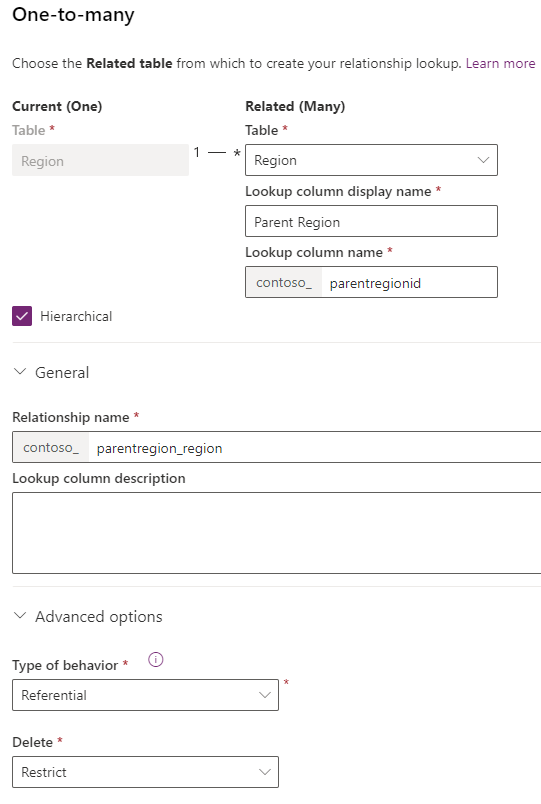 One-to-many
Choose the Related table from which to create your relationship lookup. Learn more
Current (One)
Table *
Region
1 — *
Related (Many)
Table *
Region
Lookup column display name *
Parent Region
Lookup column name *
contoso_ parentregionid
Hierarchical
General
Relationship name *
contoso_ parentregion_region
Lookup column description
Advanced options
Type of behavior *
Referential
*
Delete *
Restrict